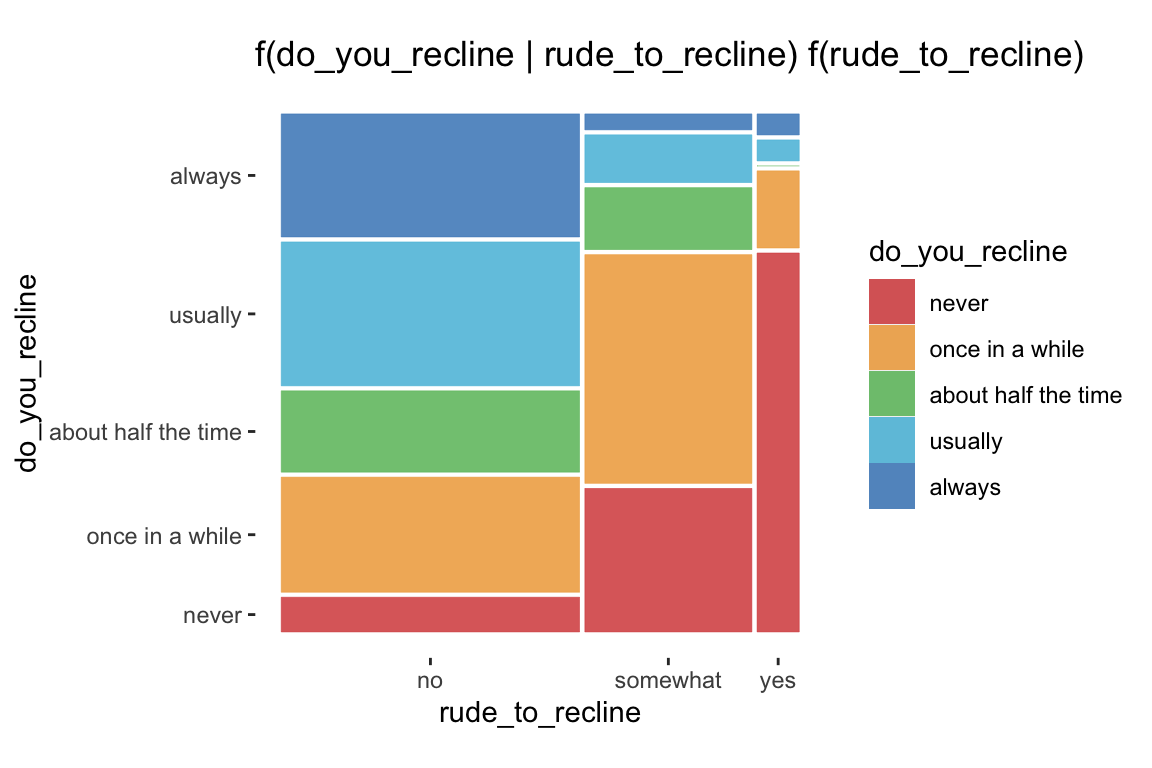 f(do_you_recline | rude_to_recline) f(rude_to_recline)
do_you_recline
always
usually
about half the time
once in a while
never
no
somewhat
yes
rude_to_recline
do_you_recline
never
once in a while
about half the time
usually
always